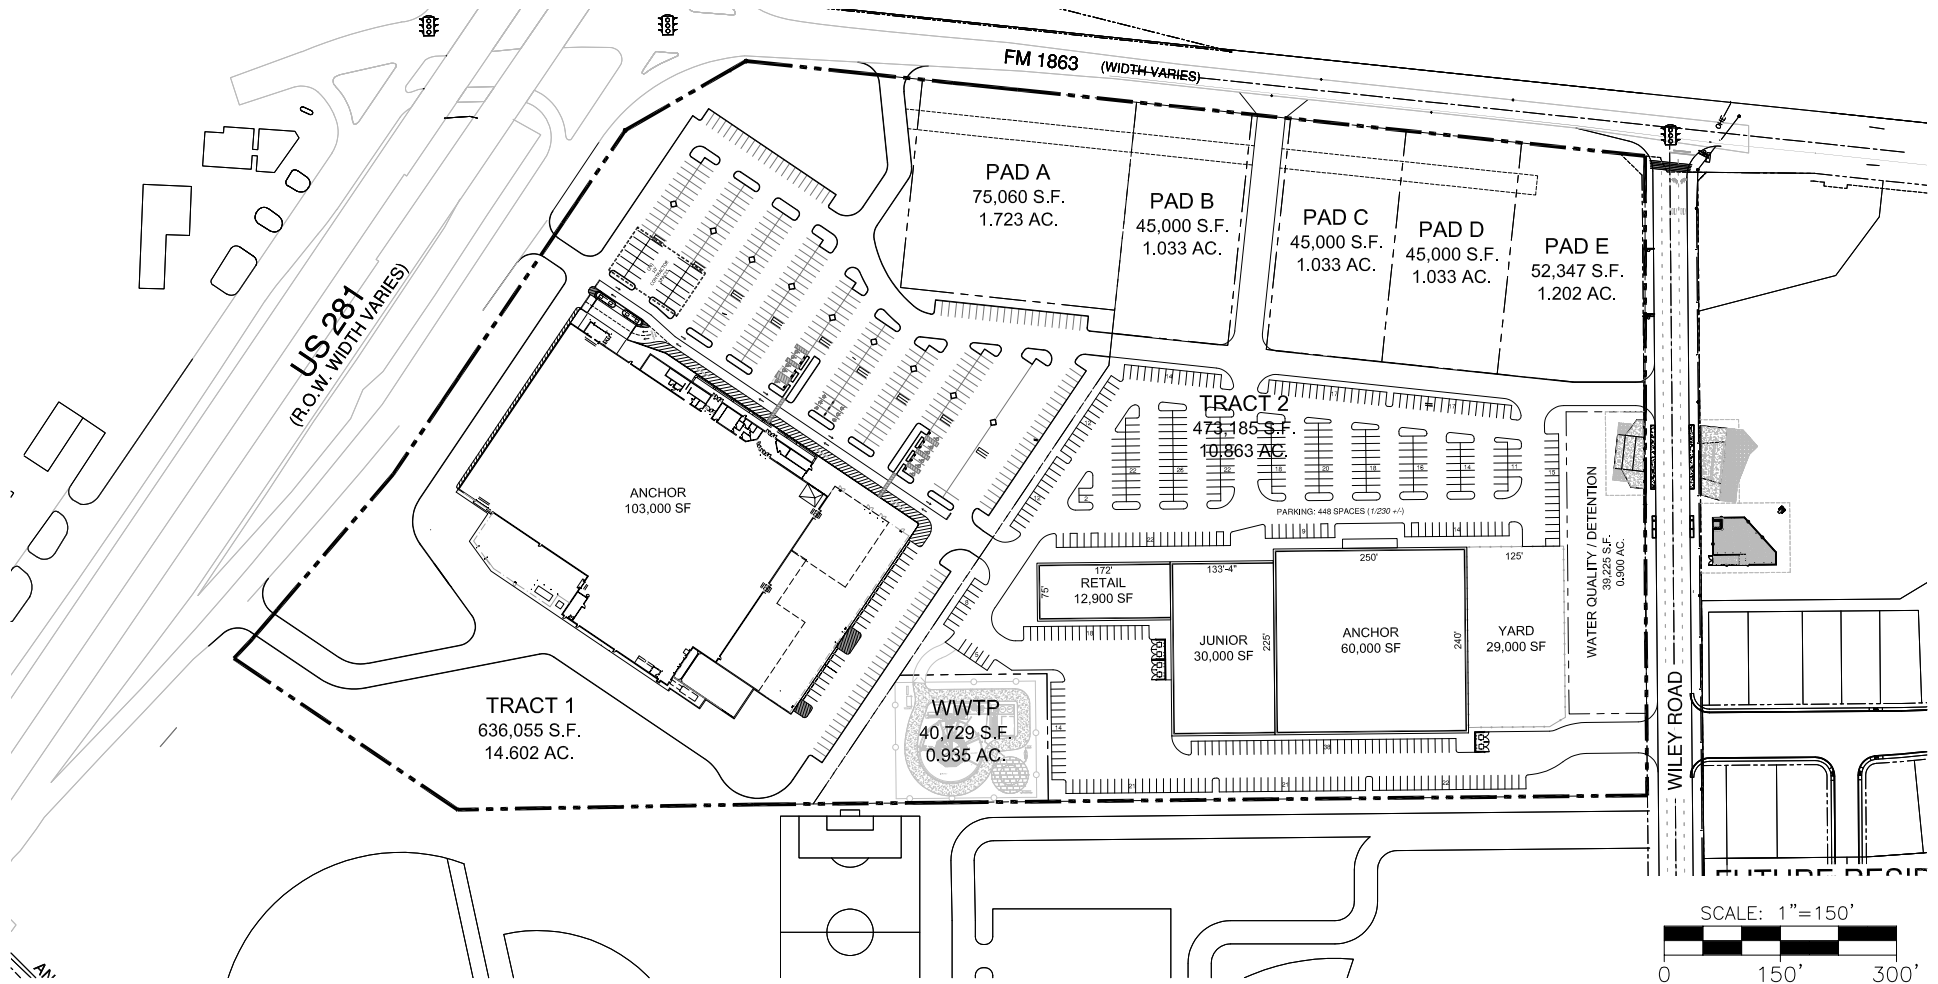 FM 1863 (WIDTH VARIES)
OHE
US 281
(R.O.W. WIDTH VARIES)
PAD A
75,060 S.F.
1.723 AC.
PAD B
45,000 S.F.
1.033 AC.
PAD C
45,000 S.F.
1.033 AC.
PAD D
45,000 S.F.
1.033 AC.
PAD E
52,347 S.F.
1.202 AC.
TRACT 2
473,185 S.F.
10.863 AC.
PARKING: 448 SPACES (1/230 +/-)
ANCHOR
103,000 SF
172'
75'
RETAIL
12,900 SF
133'-4"
225'
JUNIOR
30,000 SF
250'
240'
ANCHOR
60,000 SF
125'
YARD
29,000 SF
WATER QUALITY / DETENTION
39,225 S.F.
0.900 AC.
WILEY ROAD
TRACT 1
636,055 S.F.
14.602 AC.
WWTP
40,729 S.F.
0.935 AC.
FUTURE RESID
SCALE: 1"=150'
0 150' 300'